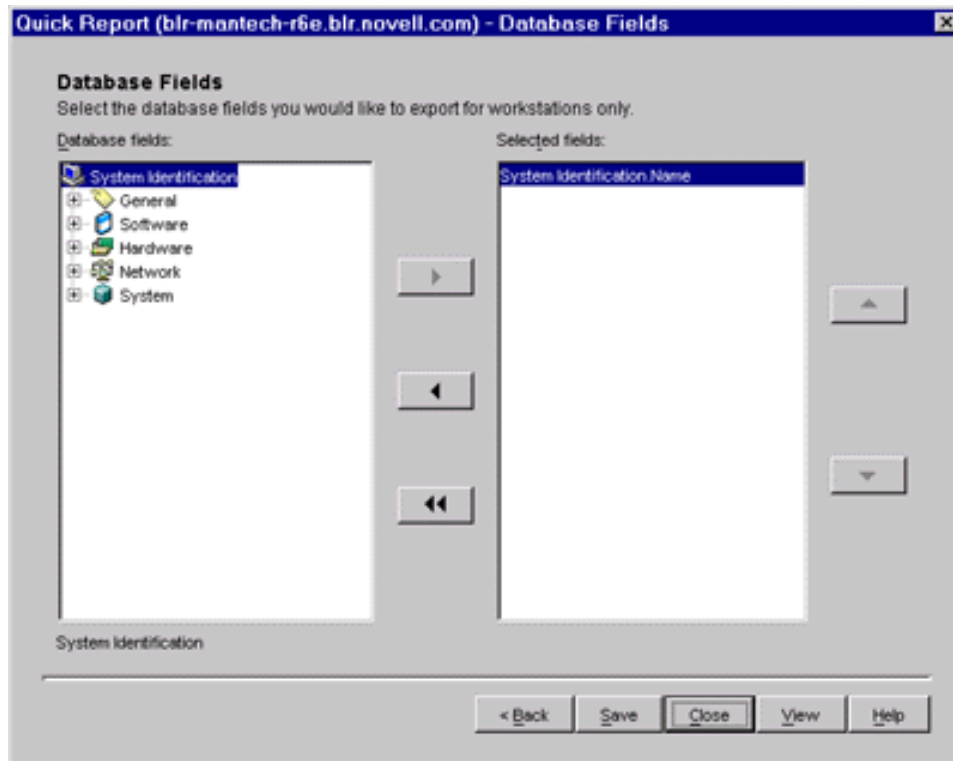 Quick Report (blr-mantech-r6e.blr.novell.com) - Database Fields
Database Fields
Select the database fields you would like to export for workstations only.
Database fields:
Selected fields:
System Identification
General
Software
Hardware
Network
System
System Identification.Name
System Identification
< Back
Save
Close
View
Help